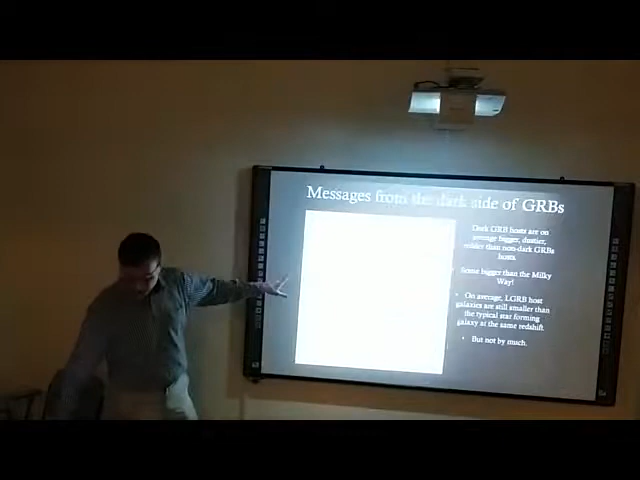 Messages from the dark side of GRBs
Dark GRB hosts are on
average bigger, dustier,
redder than non-dark GRBs
hosts.
Some bigger than the Milky
Way!
• On average, LGRB host
galaxies are still smaller than
the typical star forming
galaxy at the same redshift
• But not by much.